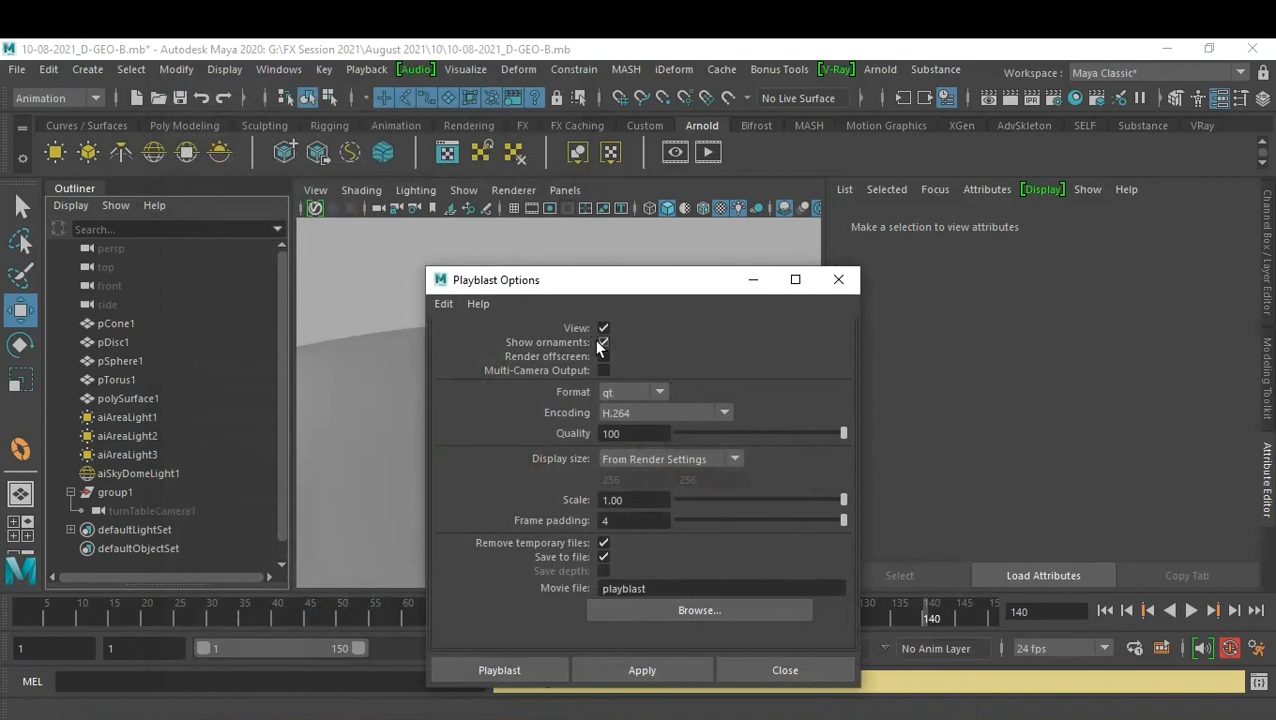 10-08-2021_D-GEO-B.mb* - Autodesk Maya 2020: G:\FX Session 2021\August 2021\10\10-08-2021_D-GEO-B.mb
File Edit Create Select Modify Display Windows Key Playback [Audio] Visualize Deform Constrain MASH iDeform Cache Bonus Tools [V-Ray] Arnold Substance Workspace : Maya Classic*
Animation No Live Surface
Curves / Surfaces Poly Modeling Sculpting Rigging Animation Rendering FX FX Caching Custom Arnold Bifrost MASH Motion Graphics XGen AdvSkeleton SELF Substance VRay
Outliner
Display Show Help
Search...
persp
top
front
side
pCone1
pDisc1
pSphere1
pTorus1
polySurface1
aiAreaLight1
aiAreaLight2
aiAreaLight3
aiSkyDomeLight1
group1
turnTableCamera1
defaultLightSet
defaultObjectSet
View Shading Lighting Show Renderer Panels
List Selected Focus Attributes [Display] Show Help
Make a selection to view attributes
Channel Box / Layer Editor
Modeling Toolkit
Attribute Editor
Playblast Options
Edit Help
View:
Show ornaments:
Render offscreen:
Multi-Camera Output:
Format qt
Encoding H.264
Quality 100
Display size: From Render Settings
256 256
Scale: 1.00
Frame padding: 4
Remove temporary files:
Save to file:
Save depth:
Movie file: playblast
Browse...
Playblast Apply Close
Select Load Attributes Copy Tab
5 10 15 20 25 30 35 40 45 50 55 60 130 135 140 145 15
140 140
1 1 1 150 No Anim Layer 24 fps
MEL